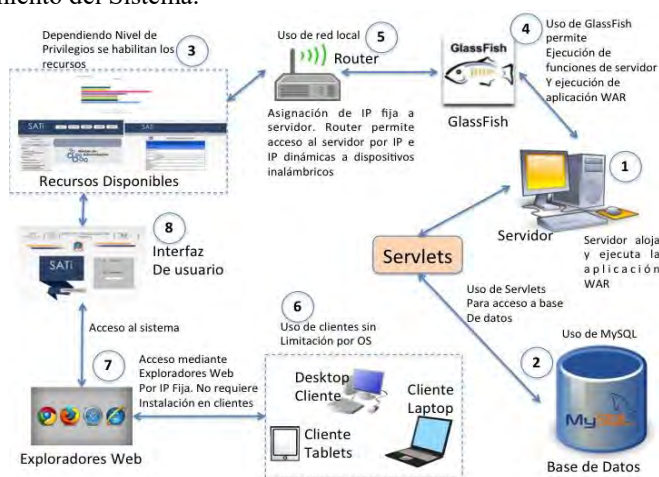 miento del Sistema.
Dependiendo Nivel de
Privilegios se habilitan los
recursos
3
SATi
Recursos Disponibles
Uso de red local
5
Router
Asignación de IP fija a
servidor. Router permite
acceso al servidor por IP e
IP dinámicas a dispositivos
inalámbricos
GlassFish
GlassFish
4
Uso de GlassFish
permite
Ejecución de
funciones de servidor
Y ejecución de
aplicación WAR
1
Servidor
Servidor aloja
y ejecuta la
aplicación
WAR
Servlets
Uso de Servlets
Para acceso a base
De datos
2
Uso de MySQL
MySQL
Base de Datos
8
Interfaz
De usuario
SATi
Acceso al sistema
7
Acceso mediante
Exploradores Web
Por IP Fija. No requiere
Instalación en clientes
Exploradores Web
6
Uso de clientes sin
Limitación por OS
Desktop
Cliente
Cliente
Laptop
Cliente
Tablets